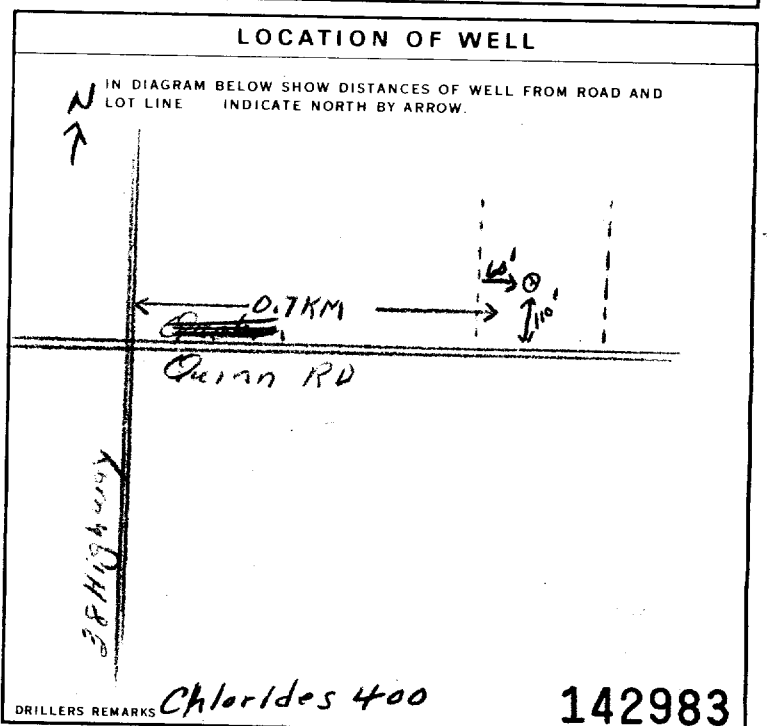 LOCATION OF WELL
IN DIAGRAM BELOW SHOW DISTANCES OF WELL FROM ROAD AND
LOT LINE INDICATE NORTH BY ARROW.
N
60'
0.7KM
110'
Quinn RD
38 Highway
DRILLERS REMARKS Chlorides 400
142983